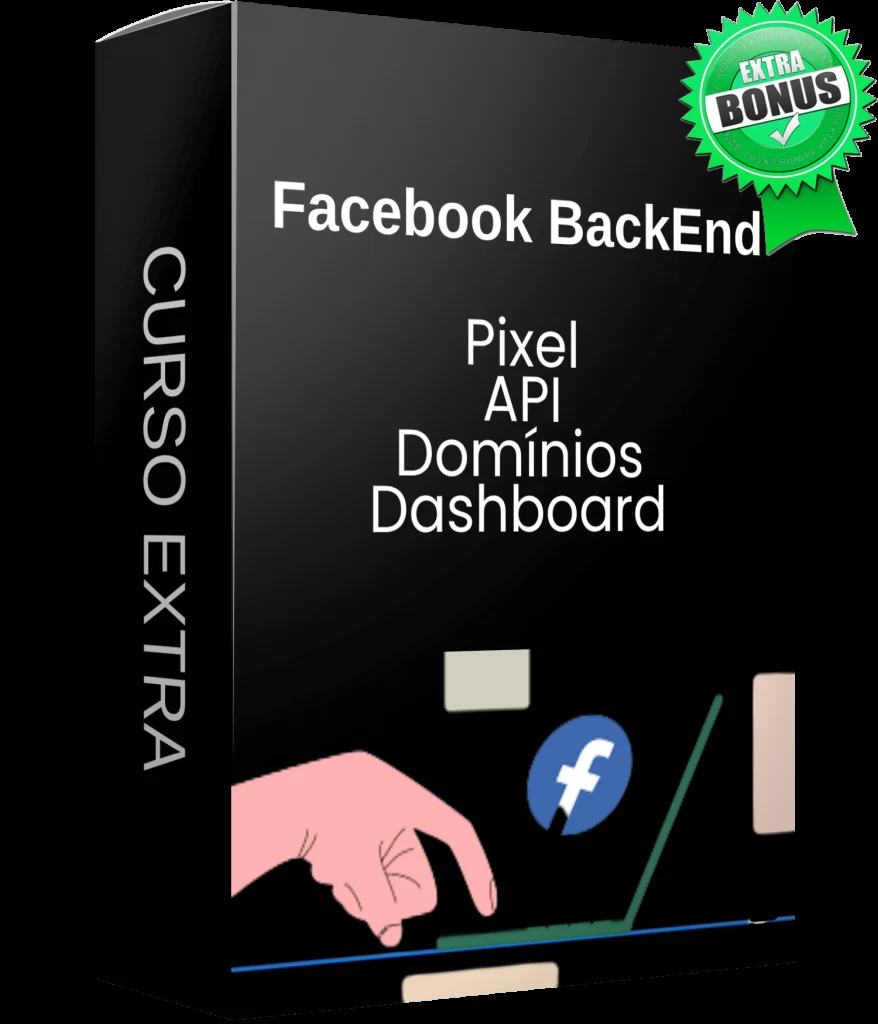 EXTRA
BONUS
Facebook BackEnd
Pixel
API
Domínios
Dashboard
CURSO EXTRA
f